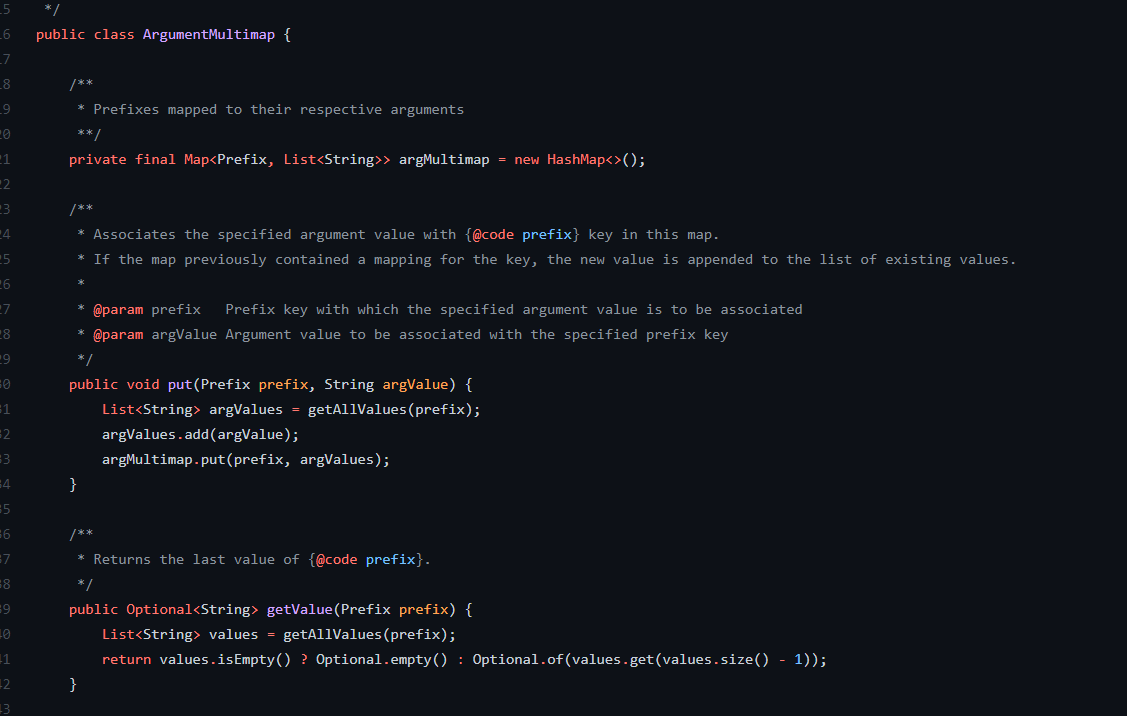 15 */
16 public class ArgumentMultimap {
17
18 /**
19 * Prefixes mapped to their respective arguments
20 **/
21 private final Map<Prefix, List<String>> argMultimap = new HashMap<>();
22
23 /**
24 * Associates the specified argument value with {@code prefix} key in this map.
25 * If the map previously contained a mapping for the key, the new value is appended to the list of existing values.
26 *
27 * @param prefix   Prefix key with which the specified argument value is to be associated
28 * @param argValue Argument value to be associated with the specified prefix key
29 */
30 public void put(Prefix prefix, String argValue) {
31 List<String> argValues = getAllValues(prefix);
32 argValues.add(argValue);
33 argMultimap.put(prefix, argValues);
34 }
35
36 /**
37 * Returns the last value of {@code prefix}.
38 */
39 public Optional<String> getValue(Prefix prefix) {
40 List<String> values = getAllValues(prefix);
41 return values.isEmpty() ? Optional.empty() : Optional.of(values.get(values.size() - 1));
42 }
43